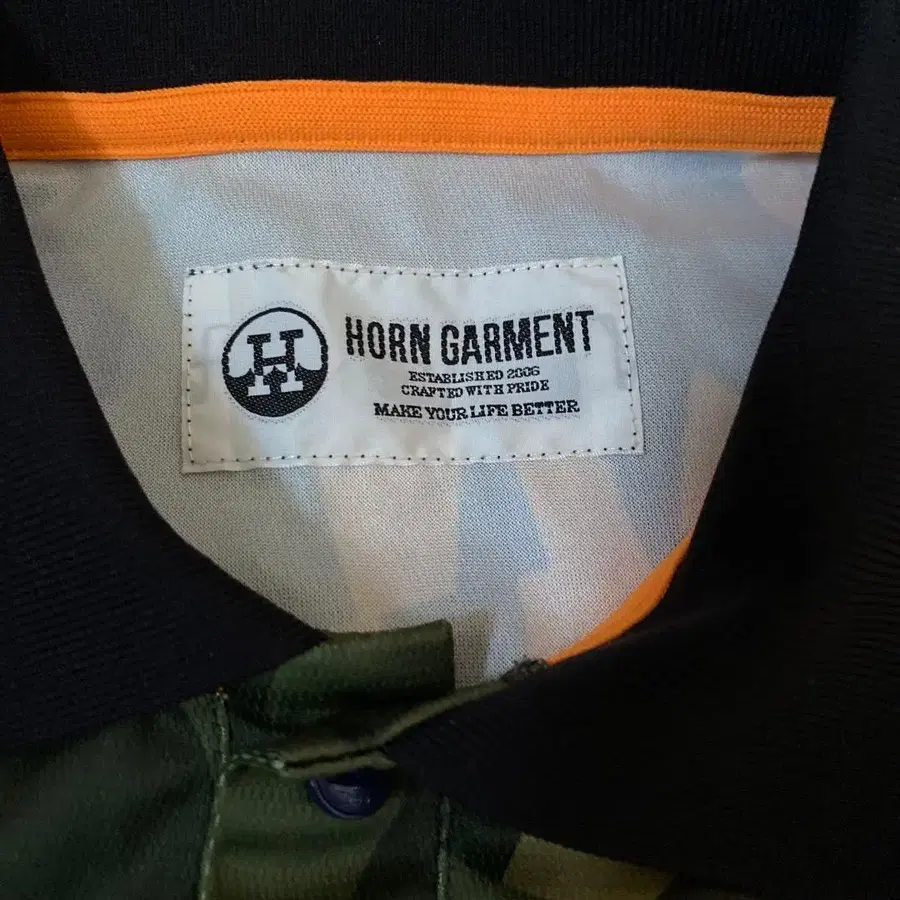 H
HORN GARMENT
ESTABLISHED 2006
CRAFTED WITH PRIDE
MAKE YOUR LIFE BETTER